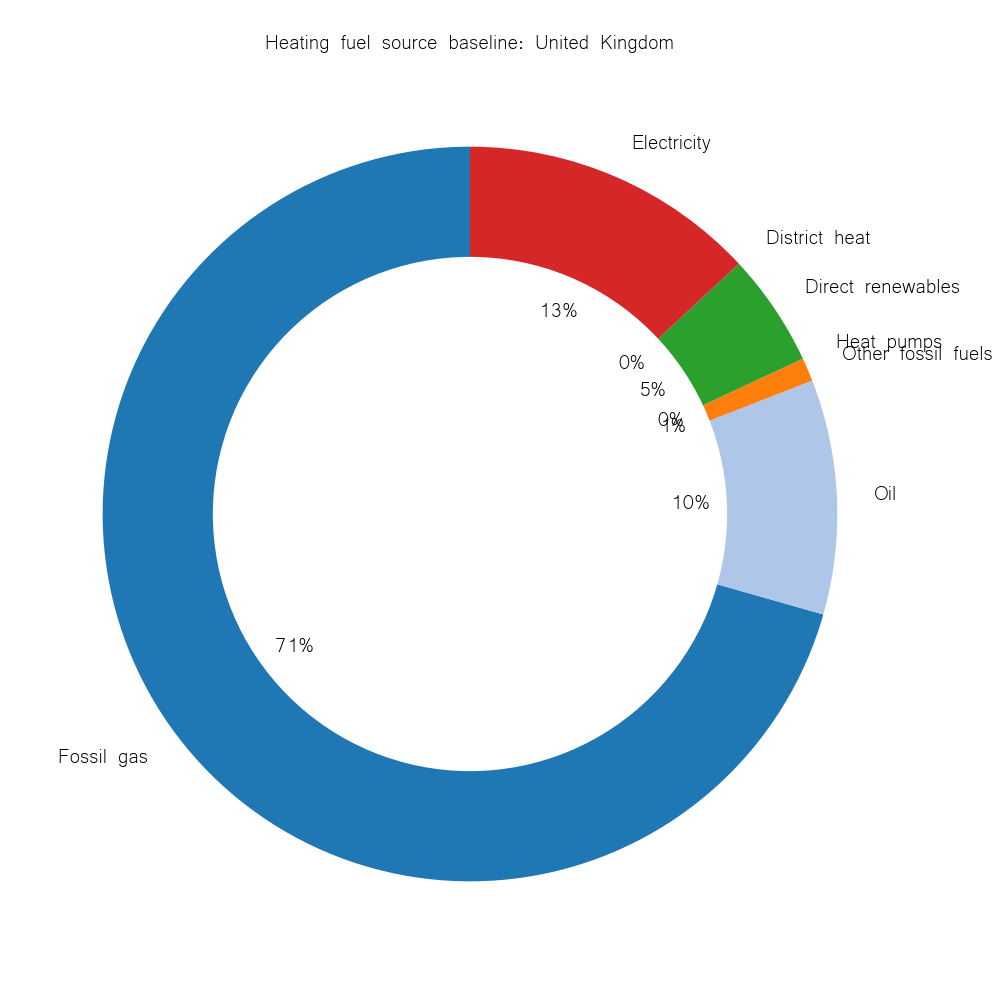 Heating fuel source baseline: United Kingdom
Electricity
District heat
Direct renewables
Heat pumps
Other fossil fuels
Oil
Fossil gas
13%
0%
5%
0%
1%
10%
71%